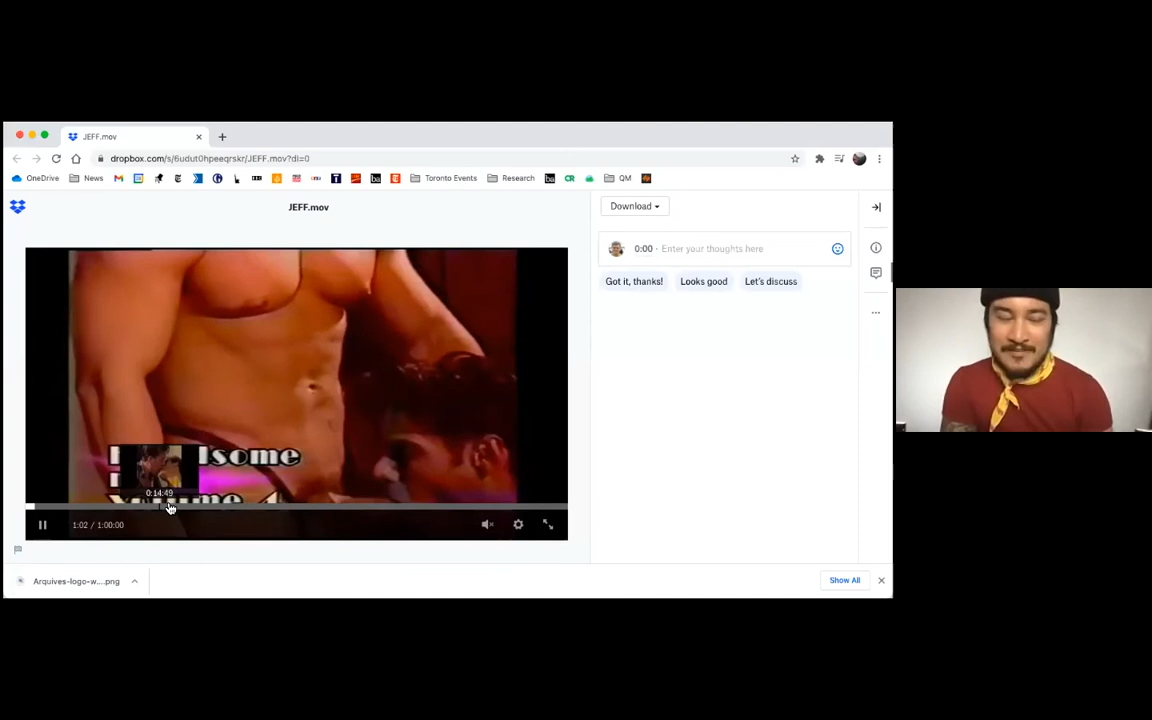 JEFF.mov
dropbox.com/s/6udut0hpeeqrskr/JEFF.mov?dl=0
OneDrive
News
Toronto Events
Research
QM
JEFF.mov
Download
0:00
Enter your thoughts here
Got it, thanks!
Looks good
Let's discuss
0:14:49
1:02 / 1:00:00
Arquives-logo-w....png
Show All